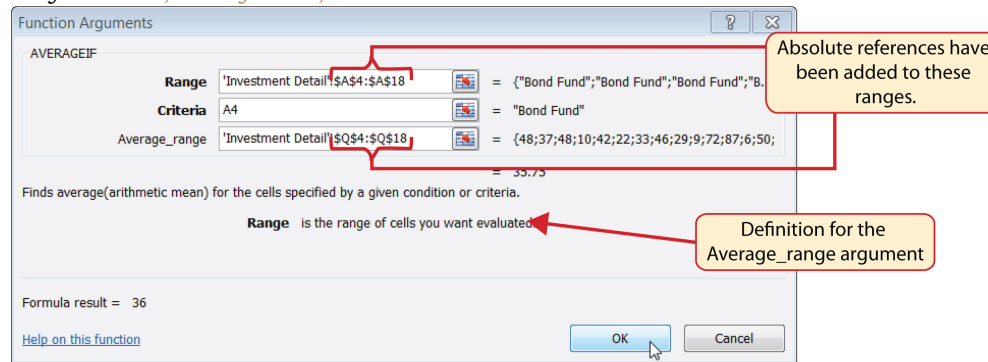 Function Arguments
AVERAGEIF
Range 'Investment Detail'!$A$4:$A$18 = {"Bond Fund";"Bond Fund";"Bond Fund";"B..
Criteria A4 = "Bond Fund"
Average_range 'Investment Detail'!$Q$4:$Q$18 = {48;37;48;10;42;22;33;46;29;9;72;87;6;50;
= 35.75
Finds average(arithmetic mean) for the cells specified by a given condition or criteria.
Range is the range of cells you want evaluated.
Formula result = 36
Help on this function
OK
Cancel
Absolute references have
been added to these
ranges.
Definition for the
Average_range argument